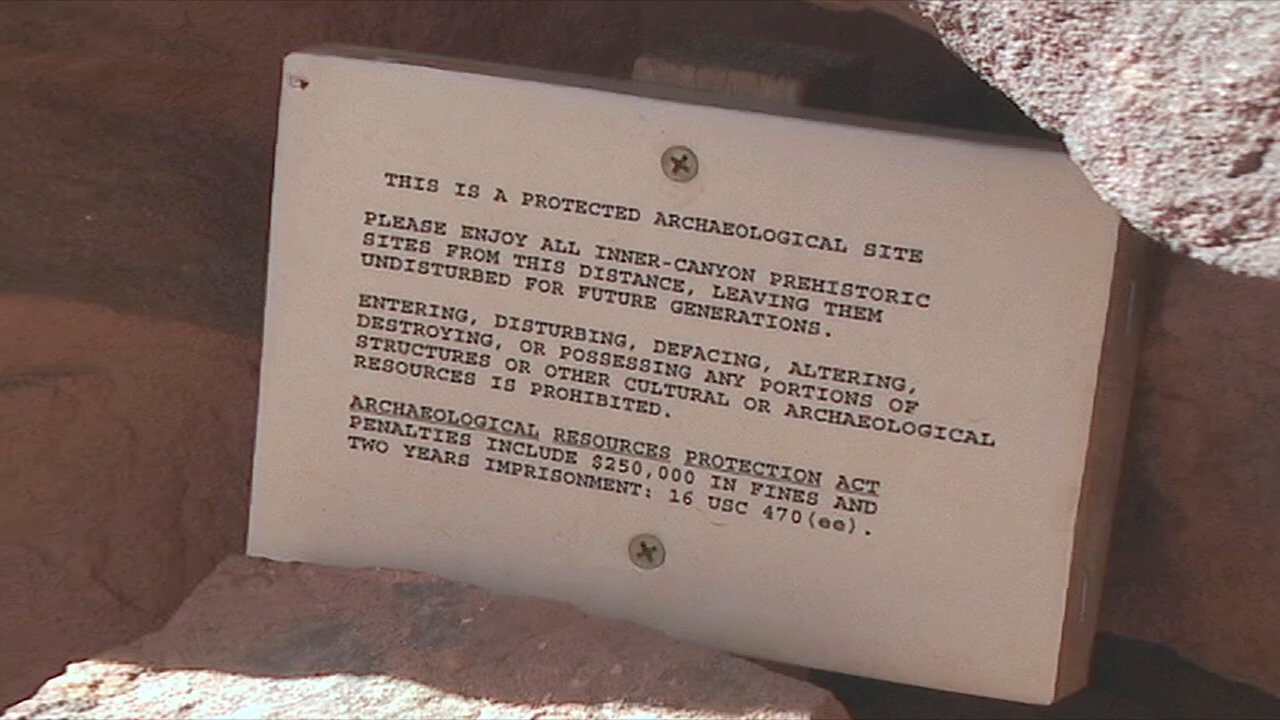 THIS IS A PROTECTED ARCHAEOLOGICAL SITE
PLEASE ENJOY ALL INNER-CANYON PREHISTORIC
SITES FROM THIS DISTANCE, LEAVING THEM
UNDISTURBED FOR FUTURE GENERATIONS.
ENTERING, DISTURBING, DEFACING, ALTERING,
DESTROYING, OR POSSESSING ANY PORTIONS OF
STRUCTURES OR OTHER CULTURAL OR ARCHAEOLOGICAL
RESOURCES IS PROHIBITED.
ARCHAEOLOGICAL RESOURCES PROTECTION ACT
PENALTIES INCLUDE $250,000 IN FINES AND
TWO YEARS IMPRISONMENT: 16 USC 470(ee).